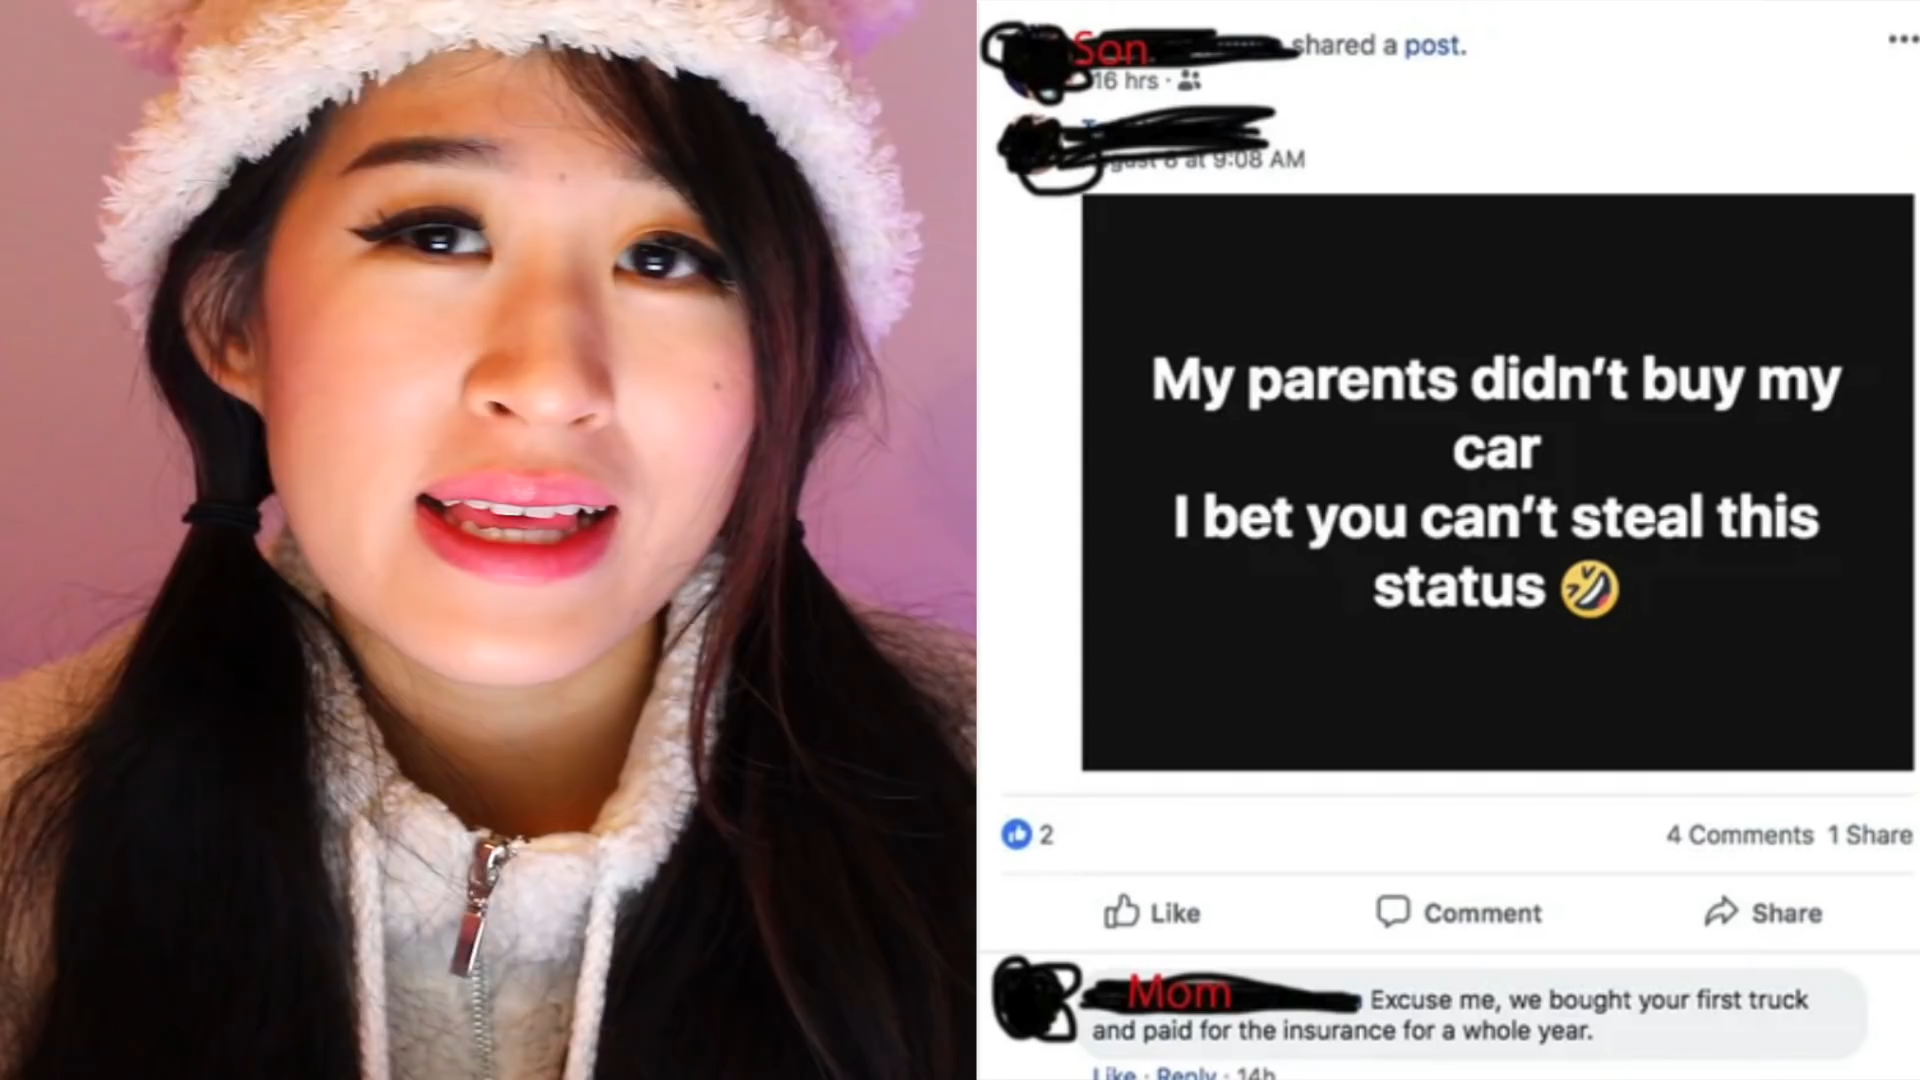 Son shared a post.
16 hrs
at 9:08 AM
My parents didn't buy my
car
I bet you can't steal this
status 🤣
2
4 Comments 1 Share
Like
Comment
Share
Mom Excuse me, we bought your first truck
and paid for the insurance for a whole year.
Like · Reply · 14h